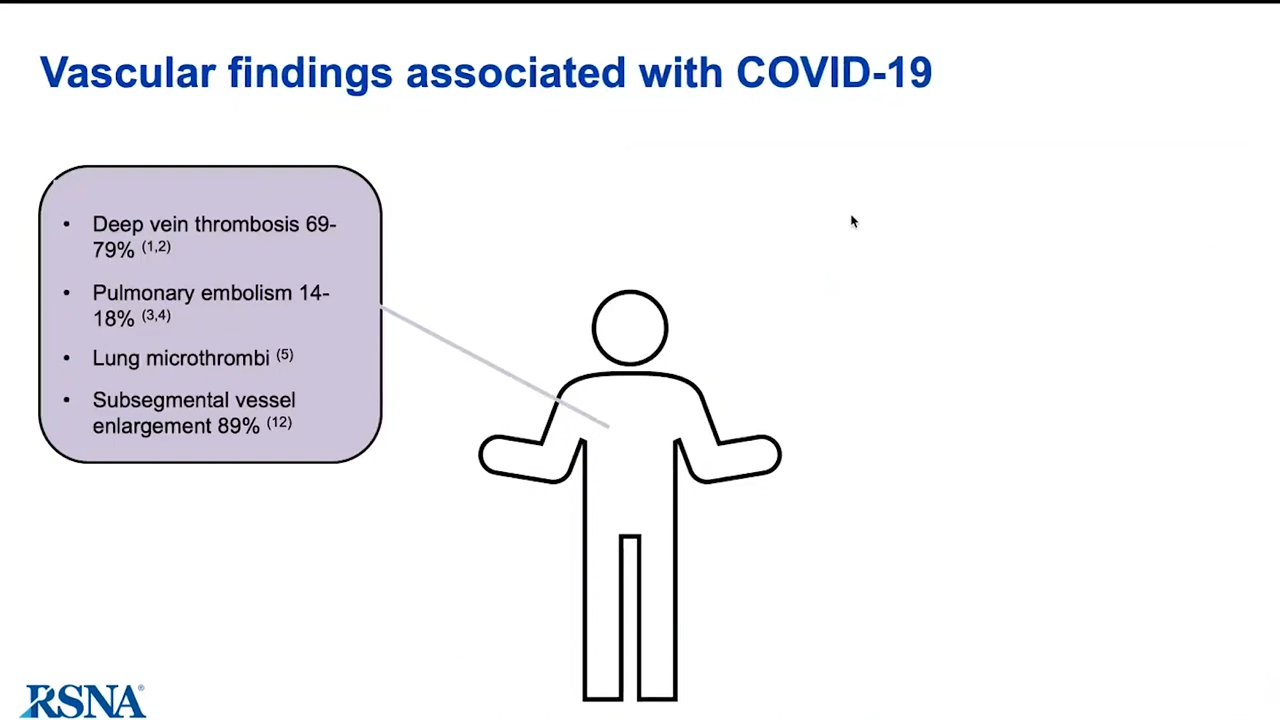 Vascular findings associated with COVID-19
• Deep vein thrombosis 69-
79% (1,2)
• Pulmonary embolism 14-
18% (3,4)
• Lung microthrombi (5)
• Subsegmental vessel
enlargement 89% (12)
RSNA®